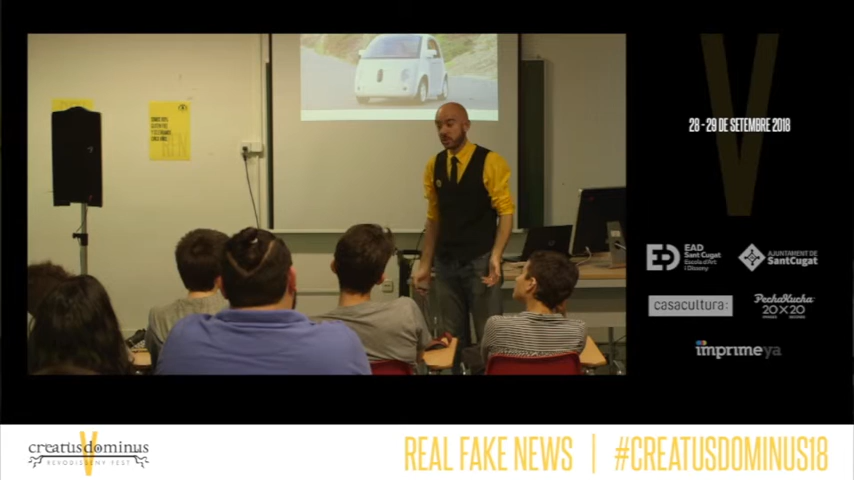 28 - 29 DE SETEMBRE 2018
EAD
Sant Cugat
Escola d'Art
i Disseny
AJUNTAMENT DE
SantCugat
casacultura:
PechaKucha
20×20
imprimeya
creatusdominus
REVODISSENY FEST
REAL FAKE NEWS | #CREATUSDOMINUS18